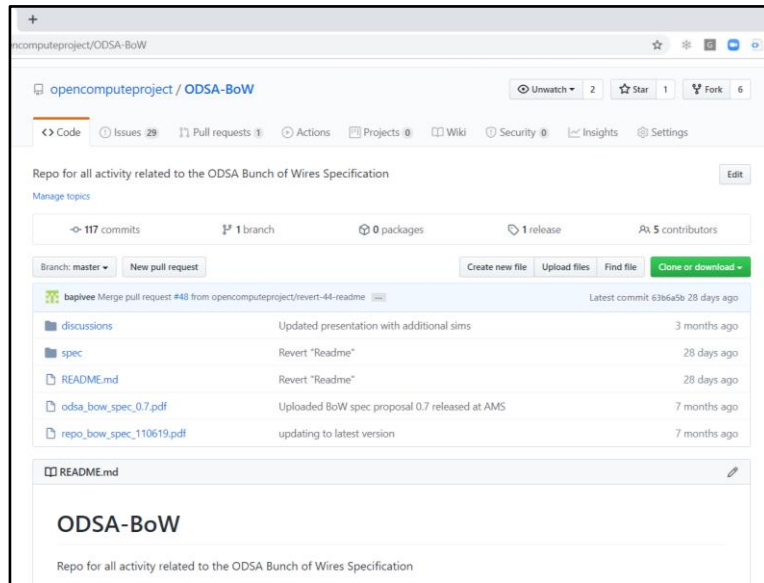 +
ncomputeproject/ODSA-BoW
G
opencomputeproject / ODSA-BoW
Unwatch 2 Star 1 Fork 6
<> Code Issues 29 Pull requests 1 Actions Projects 0 Wiki Security 0 Insights Settings
Repo for all activity related to the ODSA Bunch of Wires Specification Edit
Manage topics
117 commits 1 branch 0 packages 1 release 5 contributors
Branch: master New pull request Create new file Upload files Find file Clone or download
bapivee Merge pull request #48 from opencomputeproject/revert-44-readme ... Latest commit 63b6a5b 28 days ago
discussions Updated presentation with additional sims 3 months ago
spec Revert "Readme" 28 days ago
README.md Revert "Readme" 28 days ago
odsa_bow_spec_0.7.pdf Uploaded BoW spec proposal 0.7 released at AMS 7 months ago
repo_bow_spec_110619.pdf updating to latest version 7 months ago
README.md
ODSA-BoW
Repo for all activity related to the ODSA Bunch of Wires Specification